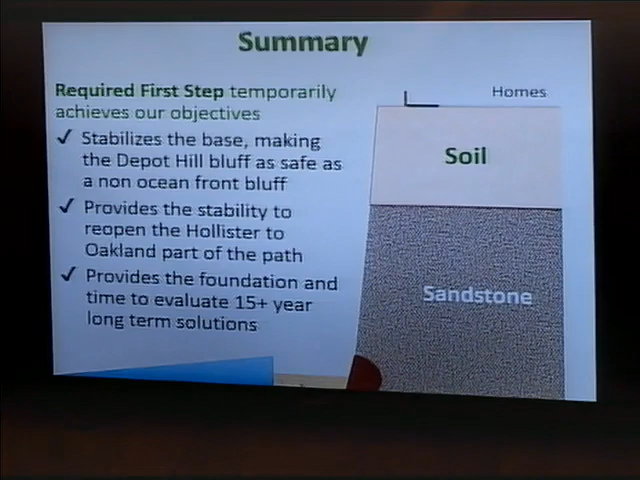 Summary
Required First Step temporarily
achieves our objectives
✓ Stabilizes the base, making
the Depot Hill bluff as safe as
a non ocean front bluff
✓ Provides the stability to
reopen the Hollister to
Oakland part of the path
✓ Provides the foundation and
time to evaluate 15+ year
long term solutions
Homes
Soil
Sandstone